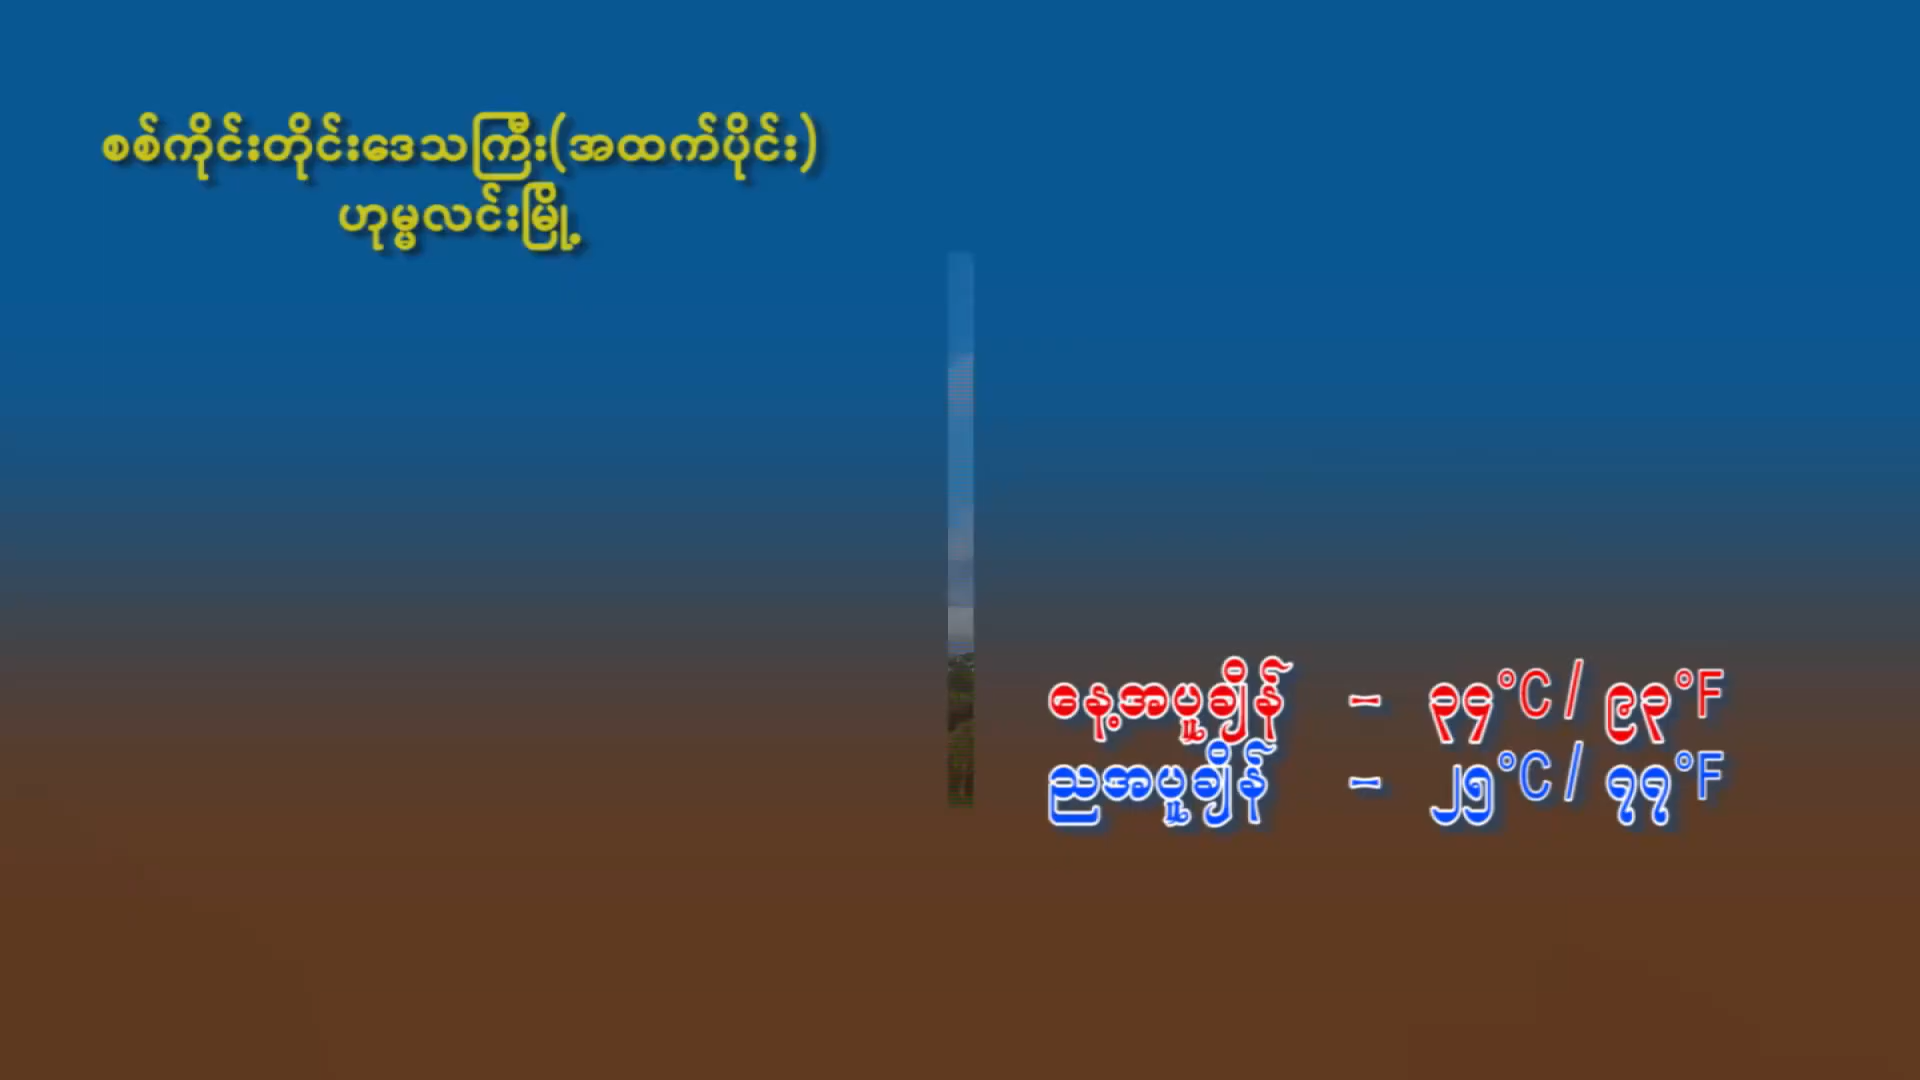 စစ်ကိုင်းတိုင်းဒေသကြီး(အထက်ပိုင်း)
ဟုမ္မလင်းမြို့
နေ့အပူချိန် - ၃၄°C / ၉၃°F
ညအပူချိန် - ၂၅°C / ၇၇°F